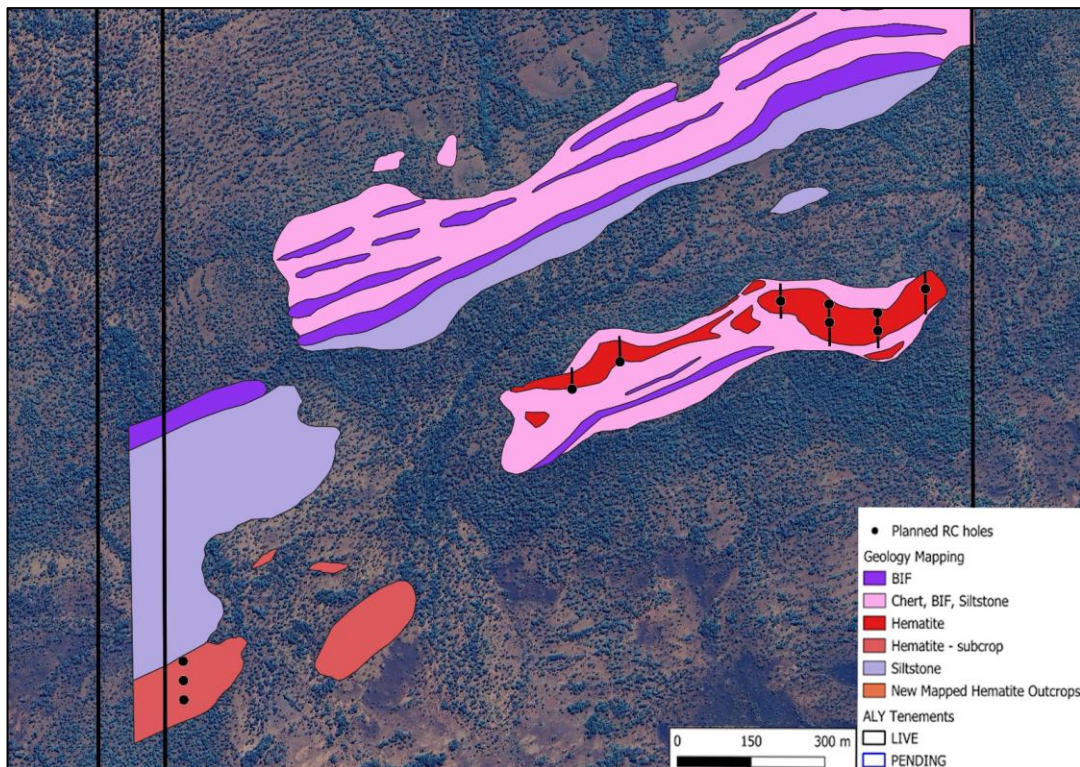 Planned RC holes
Geology Mapping
BIF
Chert, BIF, Siltstone
Hematite
Hematite - subcrop
Siltstone
New Mapped Hematite Outcrops
ALY Tenements
LIVE
PENDING
0 150 300 m